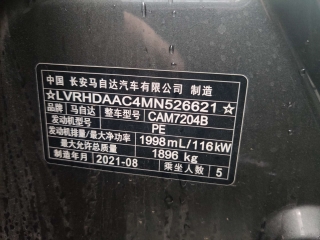 中国 长安马自达汽车有限公司 制造
☆LVRHDAAC4MN526621☆
品牌 马自达 整车型号 CAM7204B
发动机型号 PE
发动机排量/最大净功率 1998 mL/116kW
最大允许总质量 1896 kg
制造年月 2021-08 乘坐人数 5